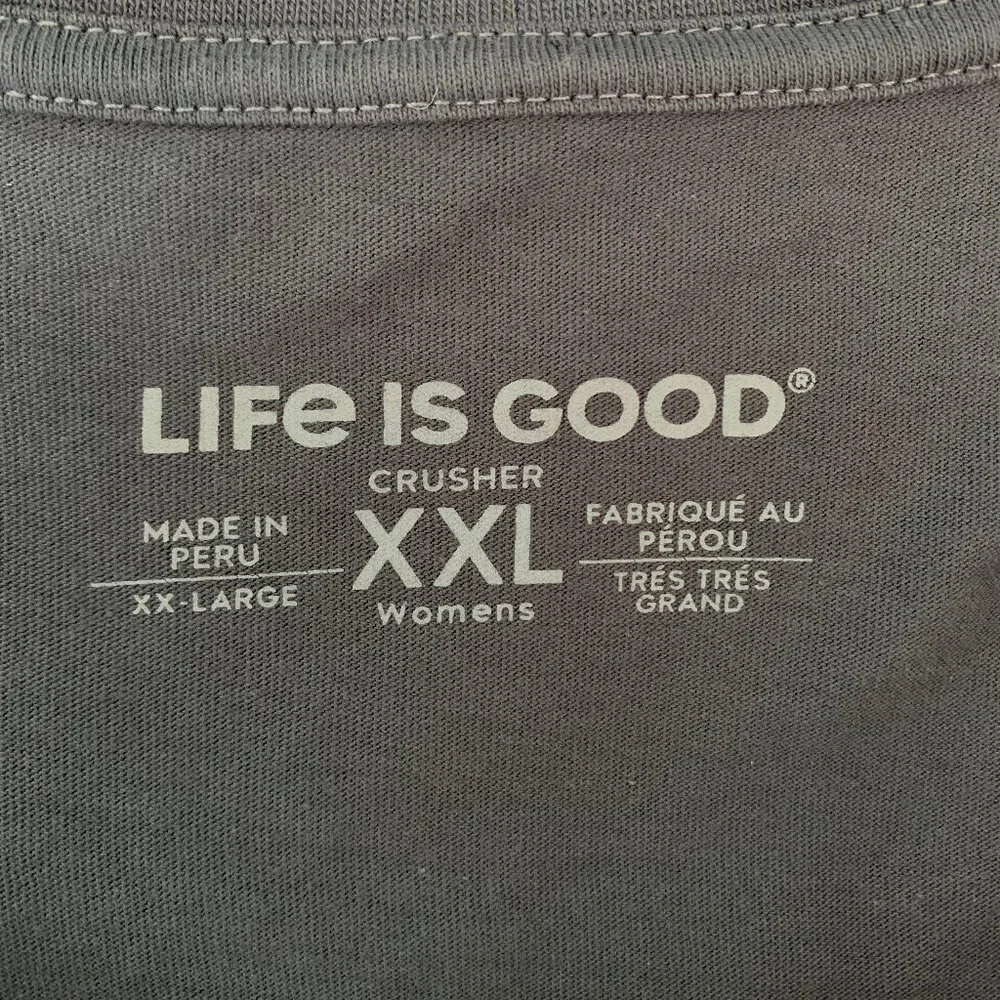 LIFe IS GOOD®
CRUSHER
MADE IN
PERU
XX-LARGE
XXL
Womens
FABRIQUÉ AU
PÉROU
TRÉS TRÉS
GRAND